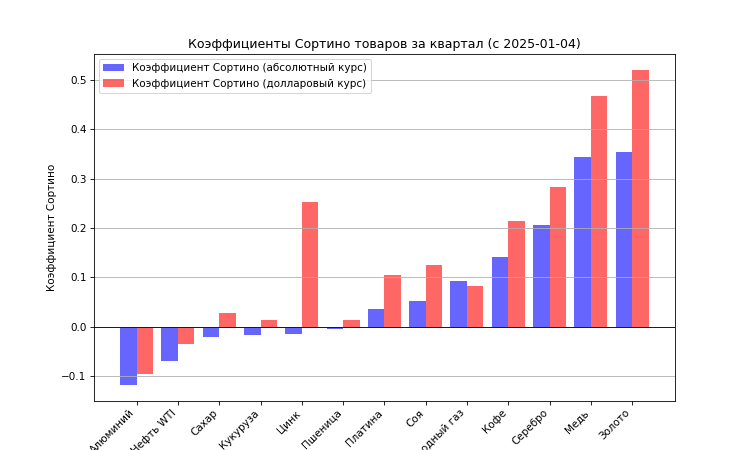 Коэффициенты Сортино товаров за квартал (с 2025-01-04)
Коэффициент Сортино (абсолютный курс)
Коэффициент Сортино (долларовый курс)
Коэффициент Сортино
0.5
0.4
0.3
0.2
0.1
0.0
−0.1
Алюминий
Нефть WTI
Сахар
Кукуруза
Цинк
Пшеница
Платина
Соя
одный газ
Кофе
Серебро
Медь
Золото